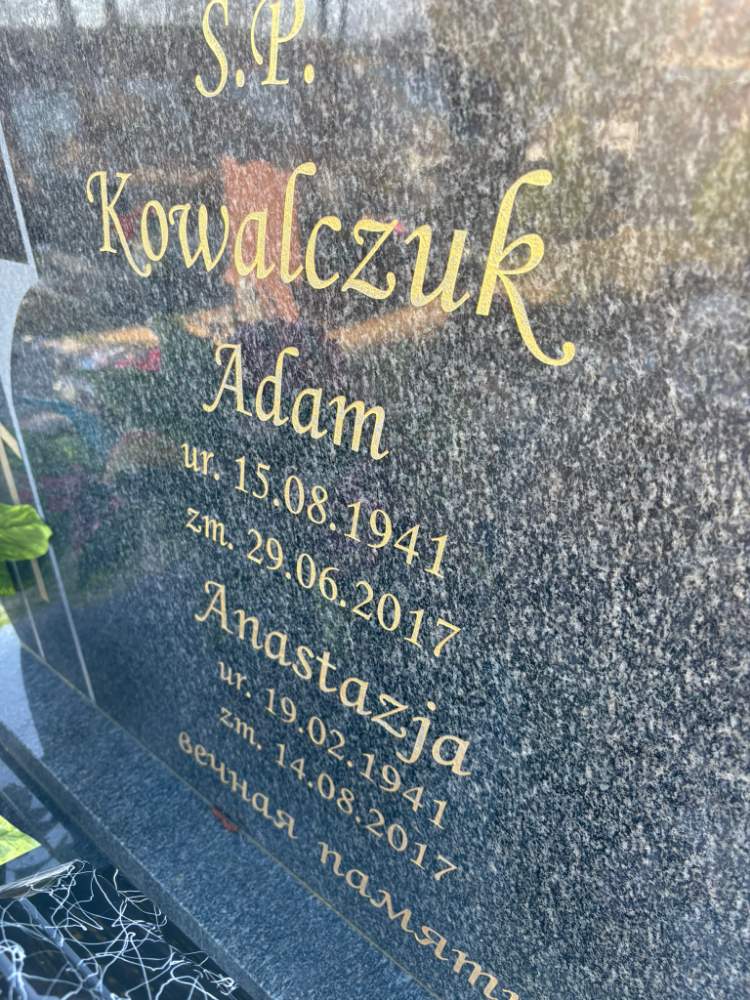 S.P.
Kowalczuk
Adam
ur. 15.08.1941
zm. 29.06.2017
Anastazja
ur. 19.02.1941
zm. 14.08.2017
вечная